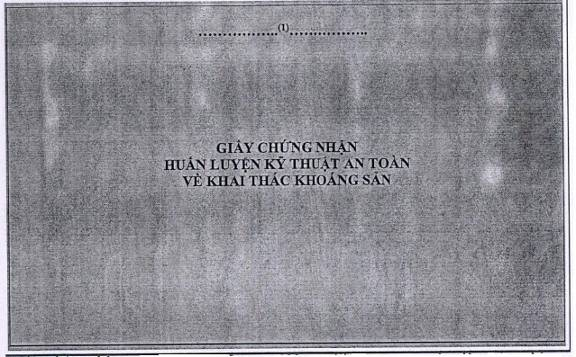 ..................(1)..................
GIẤY CHỨNG NHẬN
HUẤN LUYỆN KỸ THUẬT AN TOÀN
VỀ KHAI THÁC KHOÁNG SẢN